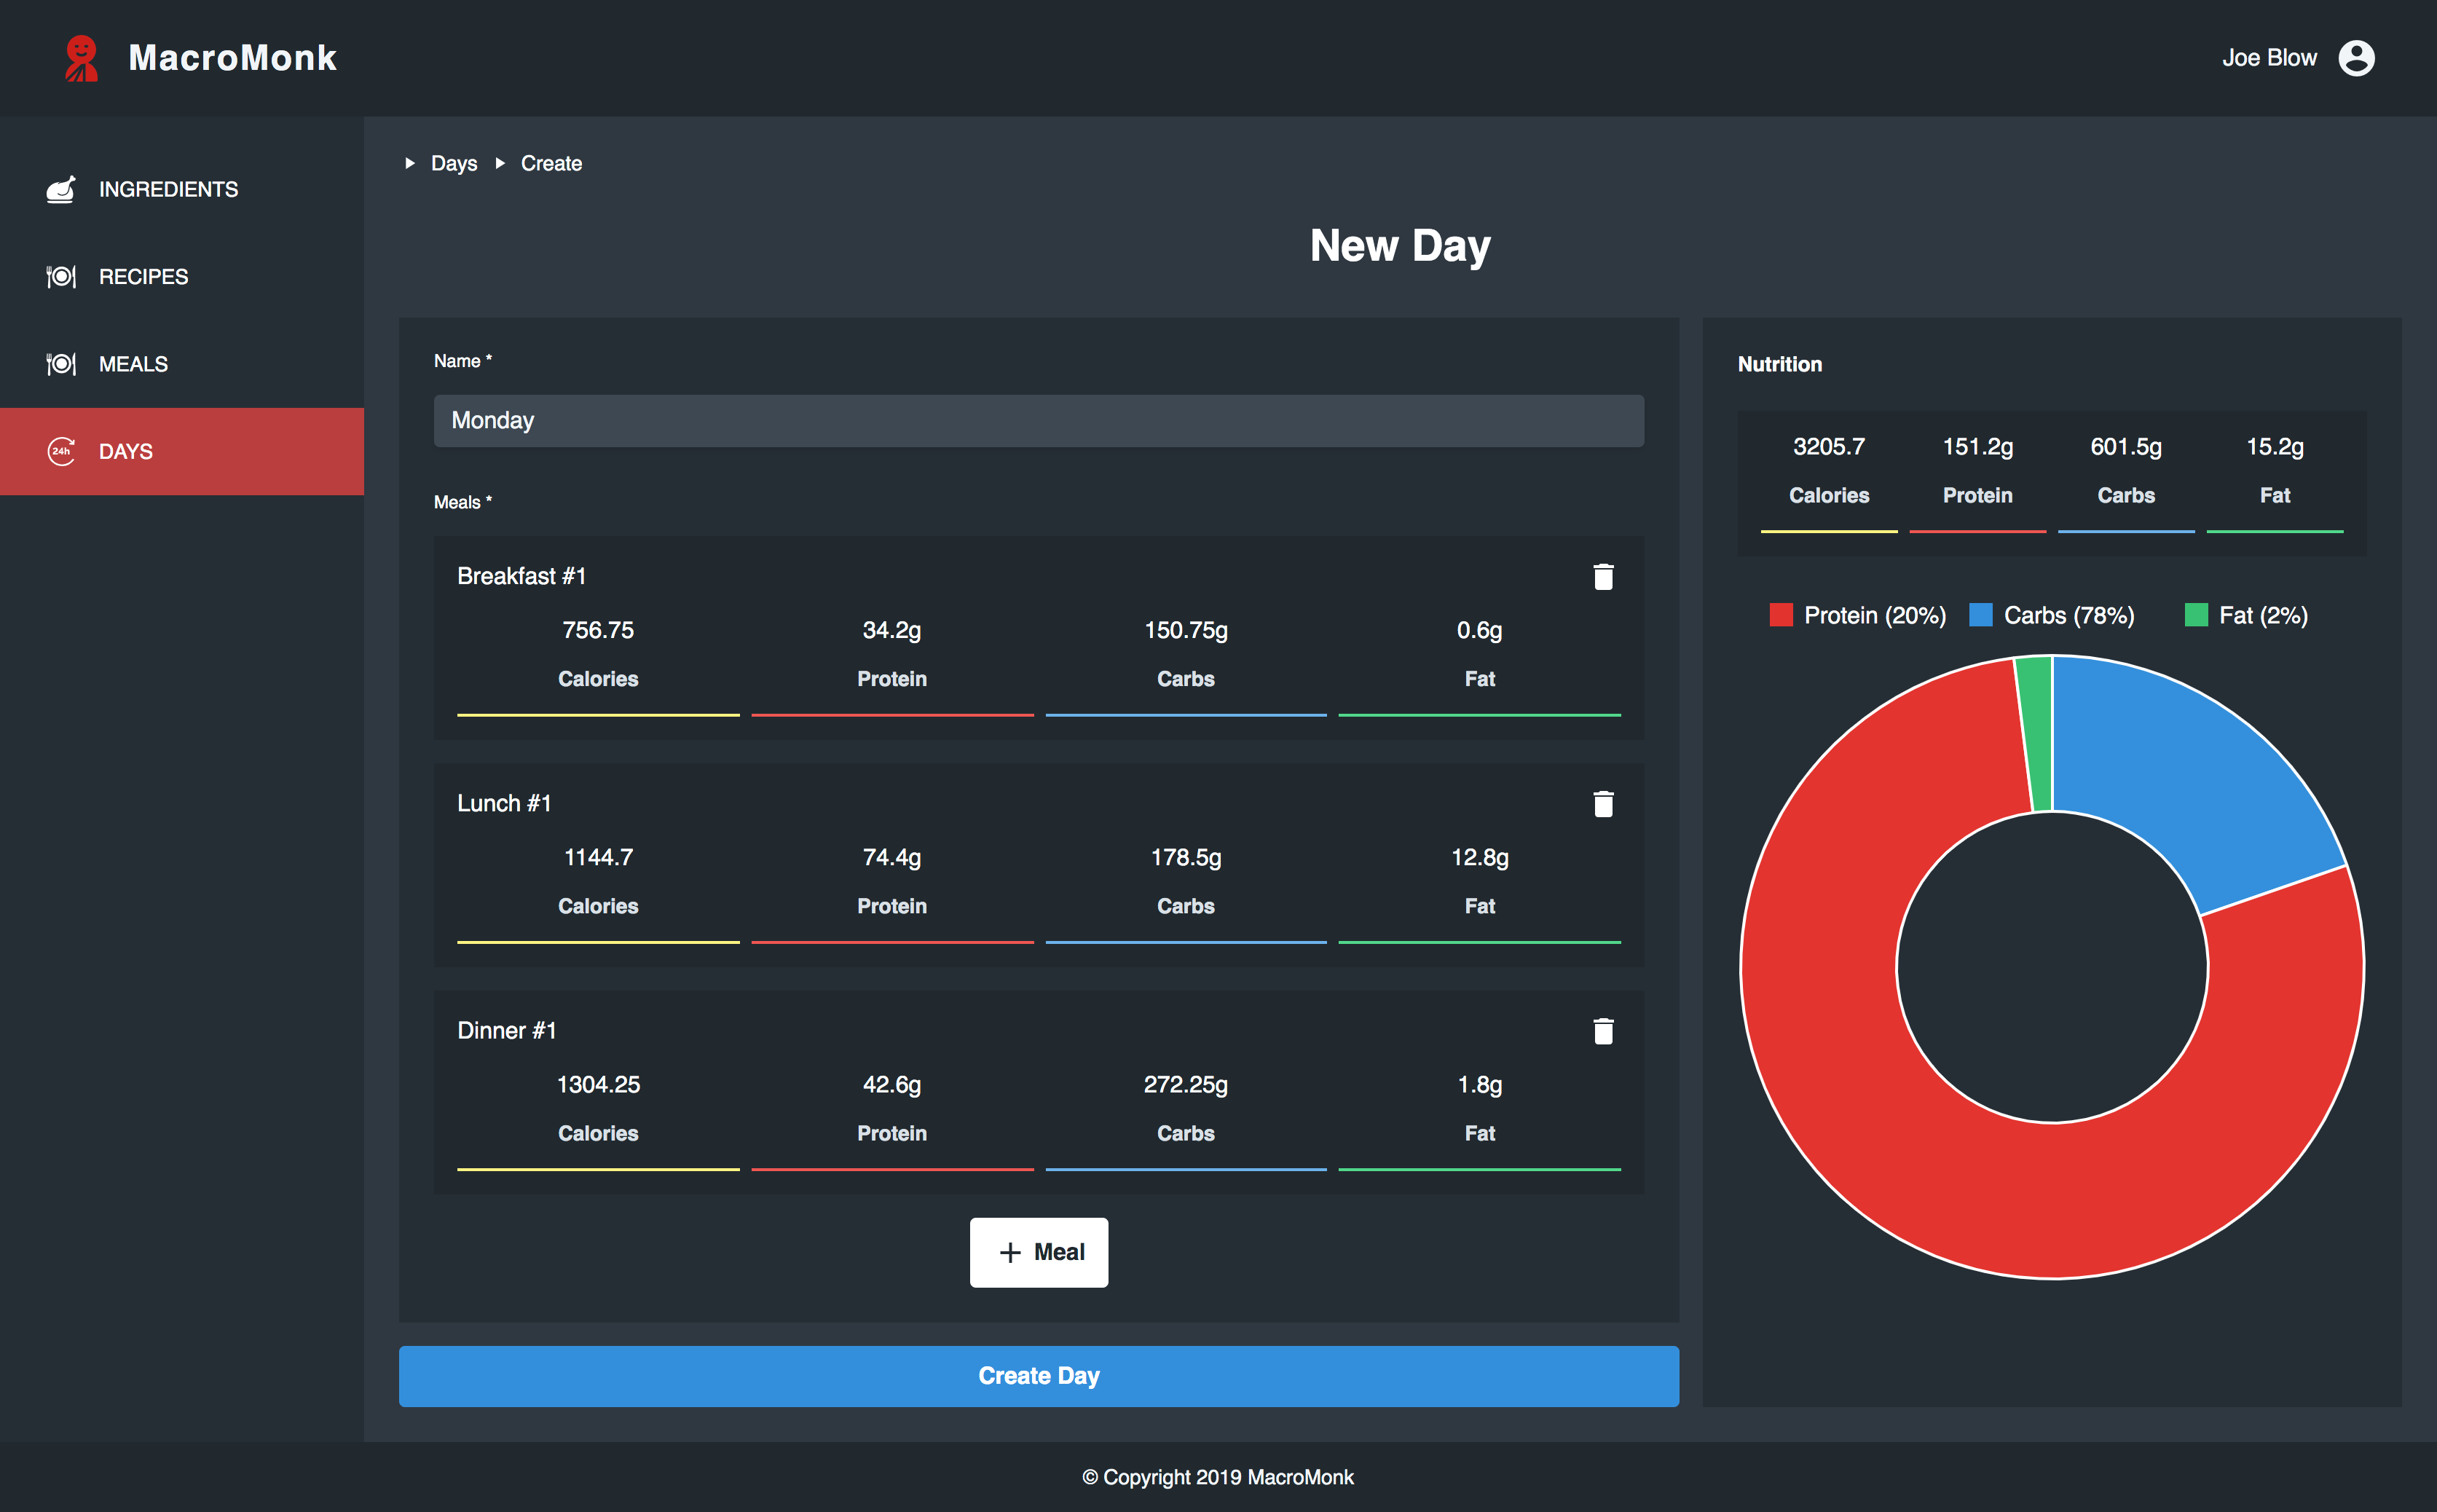 MacroMonk
Joe Blow
INGREDIENTS
RECIPES
MEALS
24h DAYS
Days Create
New Day
Name *
Monday
Meals *
Breakfast #1
756.75 34.2g 150.75g 0.6g
Calories Protein Carbs Fat
Lunch #1
1144.7 74.4g 178.5g 12.8g
Calories Protein Carbs Fat
Dinner #1
1304.25 42.6g 272.25g 1.8g
Calories Protein Carbs Fat
+ Meal
Create Day
Nutrition
3205.7 151.2g 601.5g 15.2g
Calories Protein Carbs Fat
Protein (20%) Carbs (78%) Fat (2%)
© Copyright 2019 MacroMonk